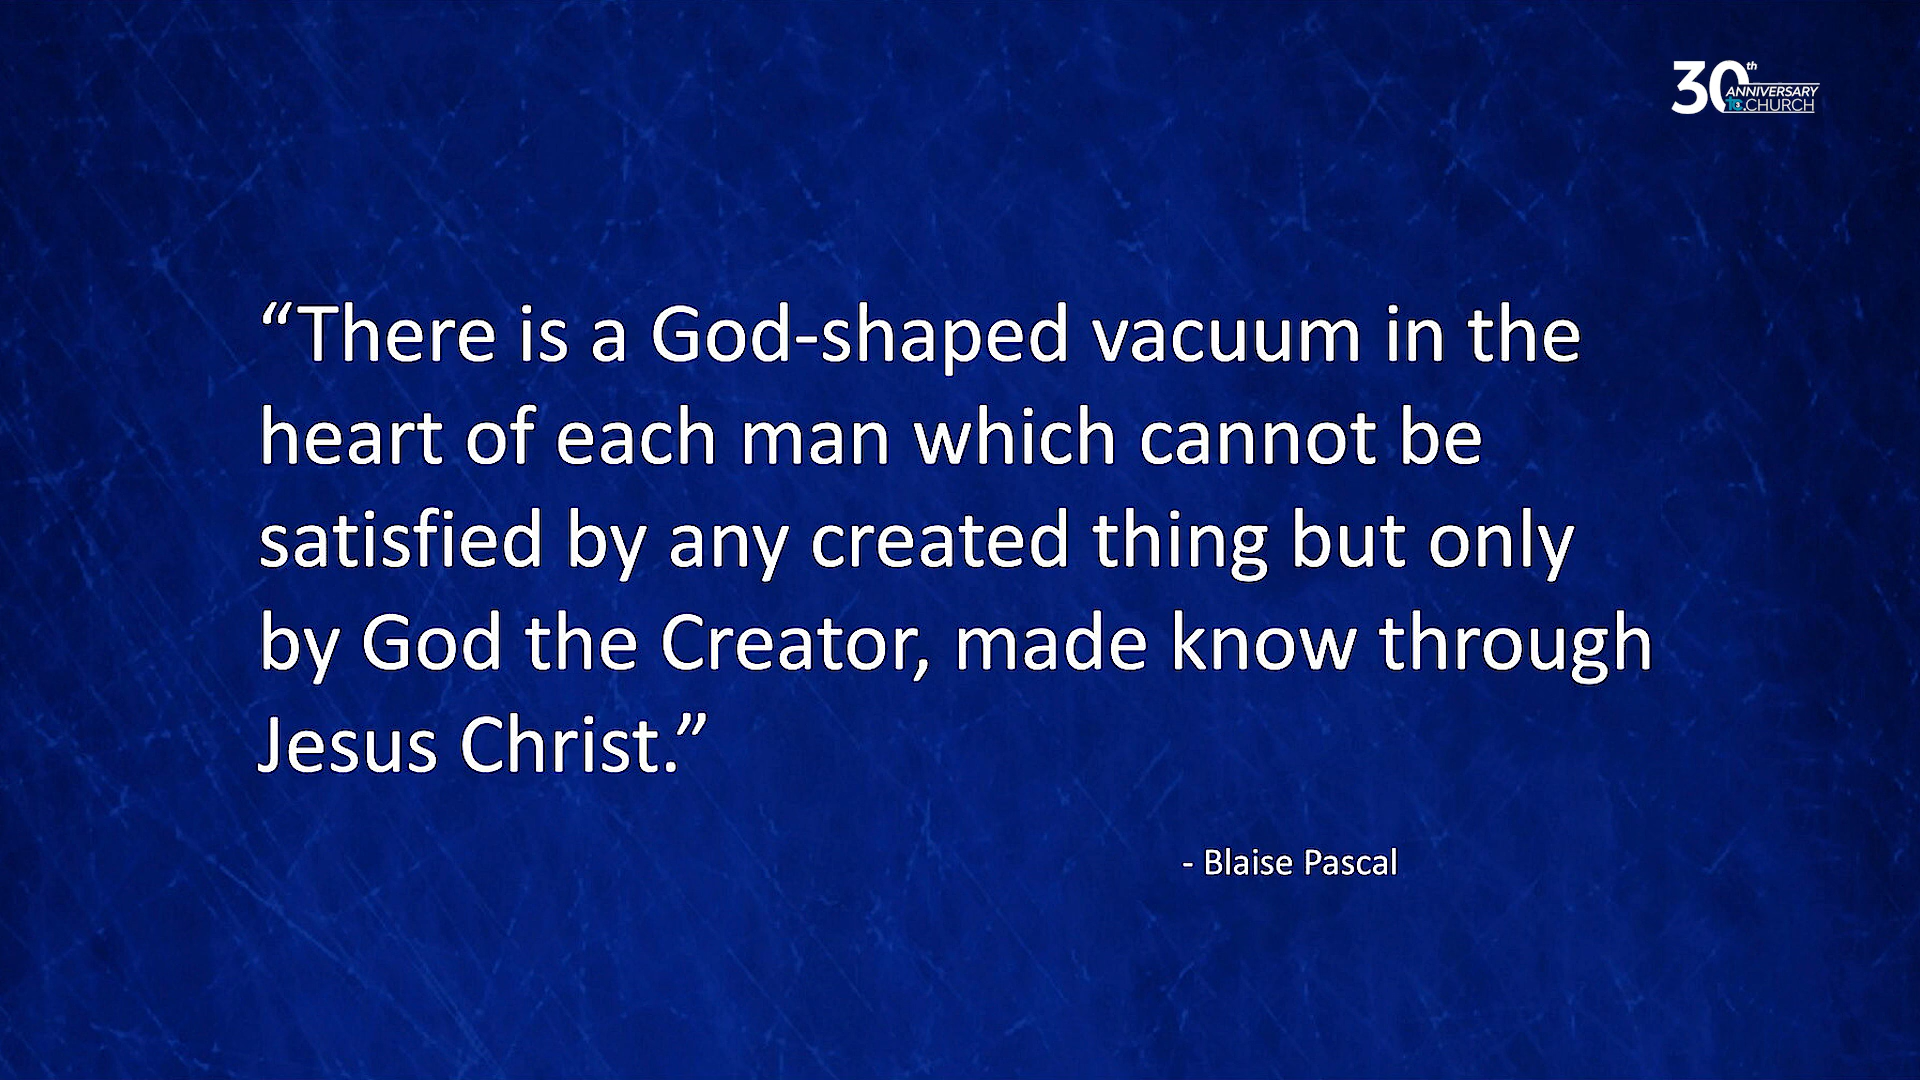 30th
ANNIVERSARY
.CHURCH
“There is a God-shaped vacuum in the
heart of each man which cannot be
satisfied by any created thing but only
by God the Creator, made know through
Jesus Christ.”
- Blaise Pascal